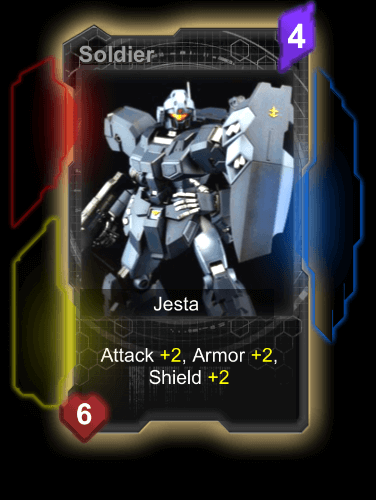 Soldier
4
Jesta
Attack +2, Armor +2,
Shield +2
6